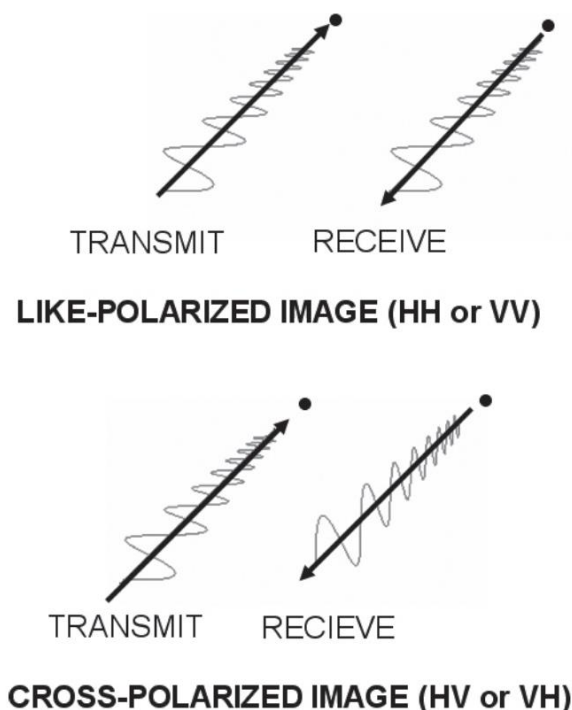 TRANSMIT RECEIVE
LIKE-POLARIZED IMAGE (HH or VV)
TRANSMIT RECIEVE
CROSS-POLARIZED IMAGE (HV or VH)